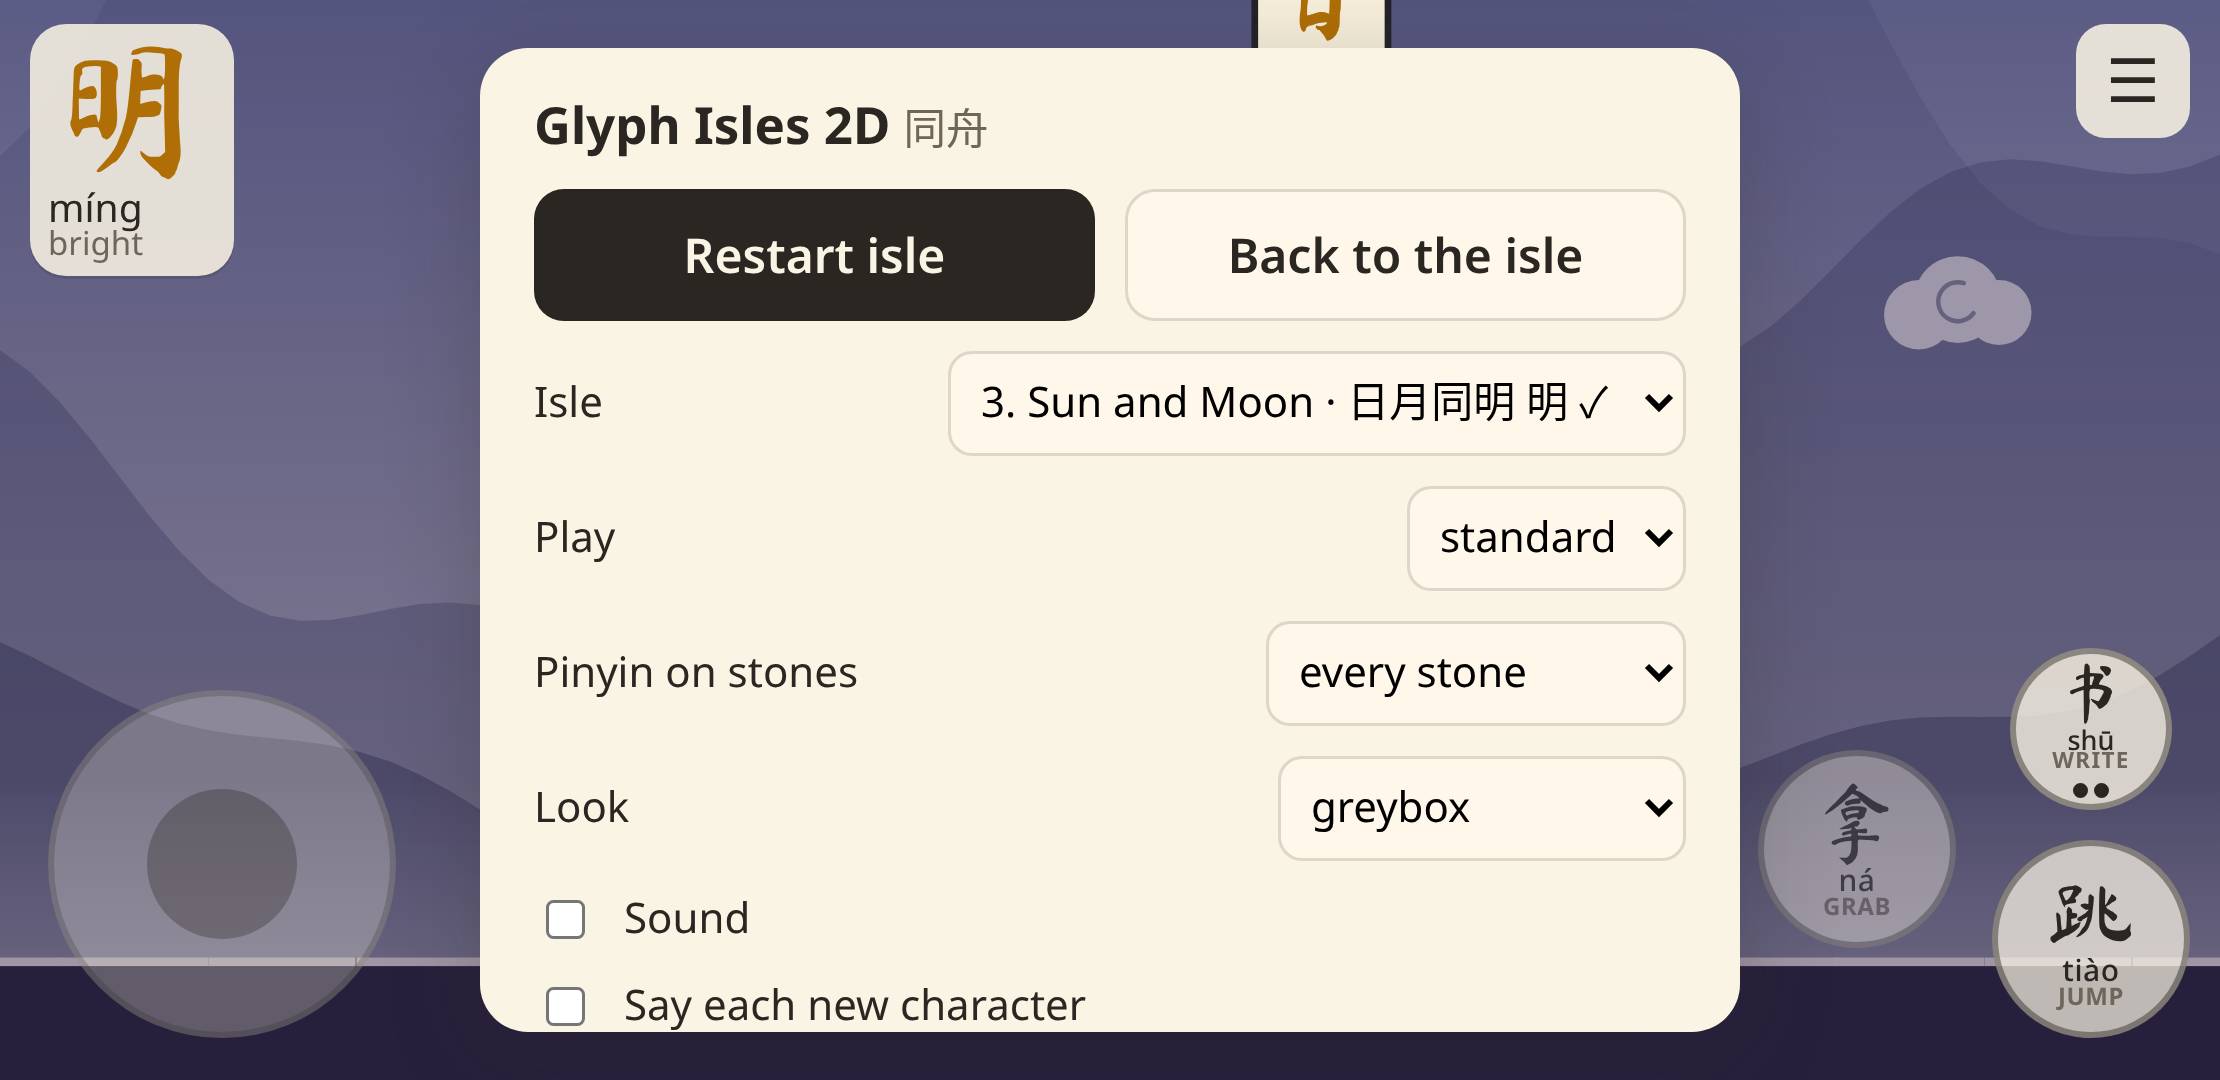 明
míng
bright
日
Glyph Isles 2D 同舟
Restart isle
Back to the isle
Isle
3. Sun and Moon · 日月同明 明 ✓
Play
standard
Pinyin on stones
every stone
Look
greybox
Sound
Say each new character
书
shū
WRITE
拿
ná
GRAB
跳
tiào
JUMP